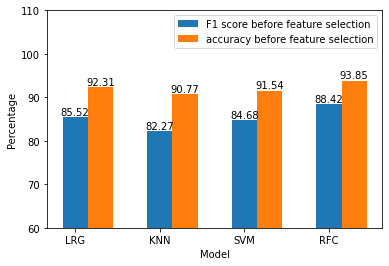 110
100
90
80
70
60
Percentage
F1 score before feature selection
accuracy before feature selection
85.52
92.31
82.27
90.77
84.68
91.54
88.42
93.85
LRG
KNN
SVM
RFC
Model